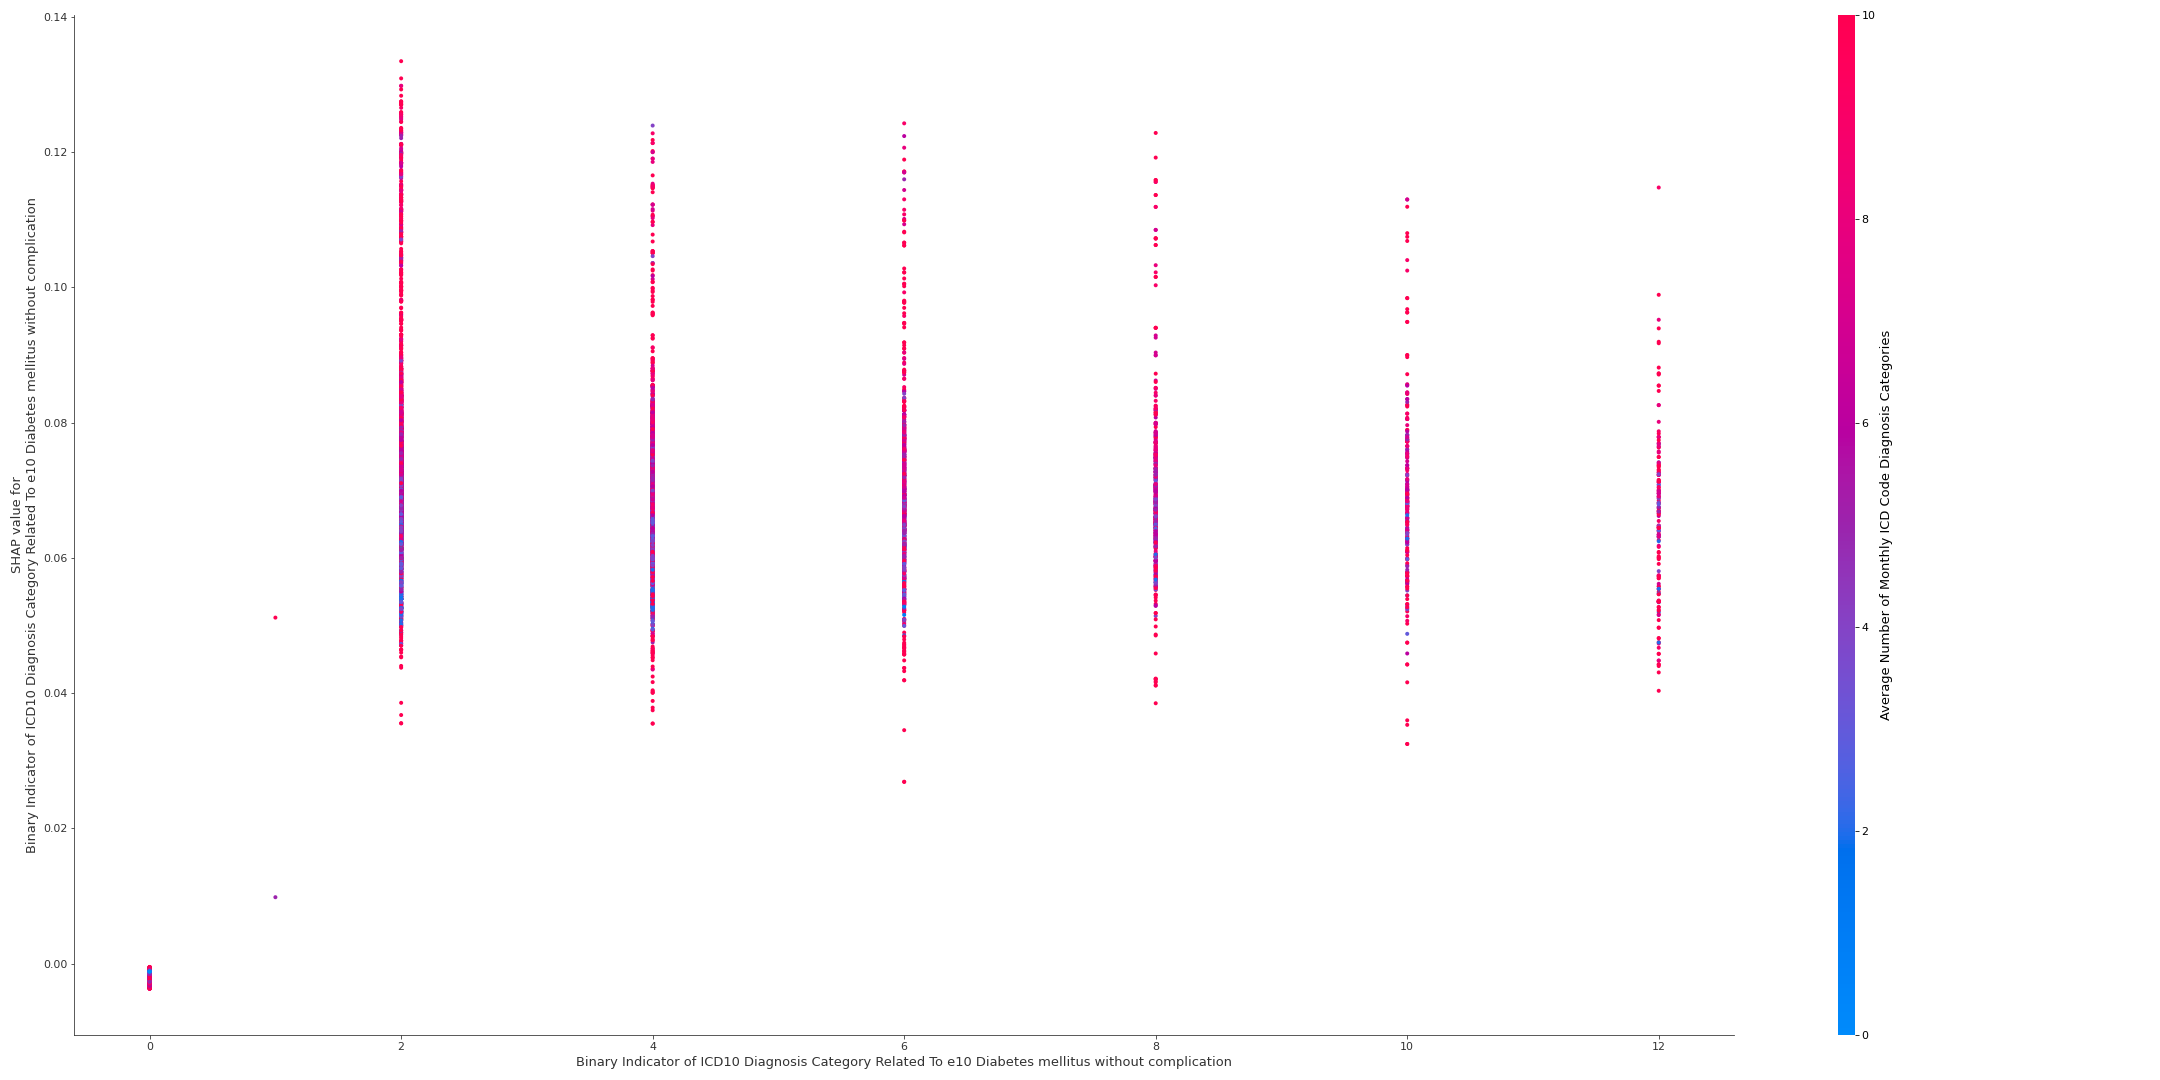 0.14
0.12
0.10
0.08
0.06
0.04
0.02
0.00
SHAP value for
Binary Indicator of ICD10 Diagnosis Category Related To e10 Diabetes mellitus without complication
0 2 4 6 8 10 12
Binary Indicator of ICD10 Diagnosis Category Related To e10 Diabetes mellitus without complication
10
8
6
4
2
0
Average Number of Monthly ICD Code Diagnosis Categories